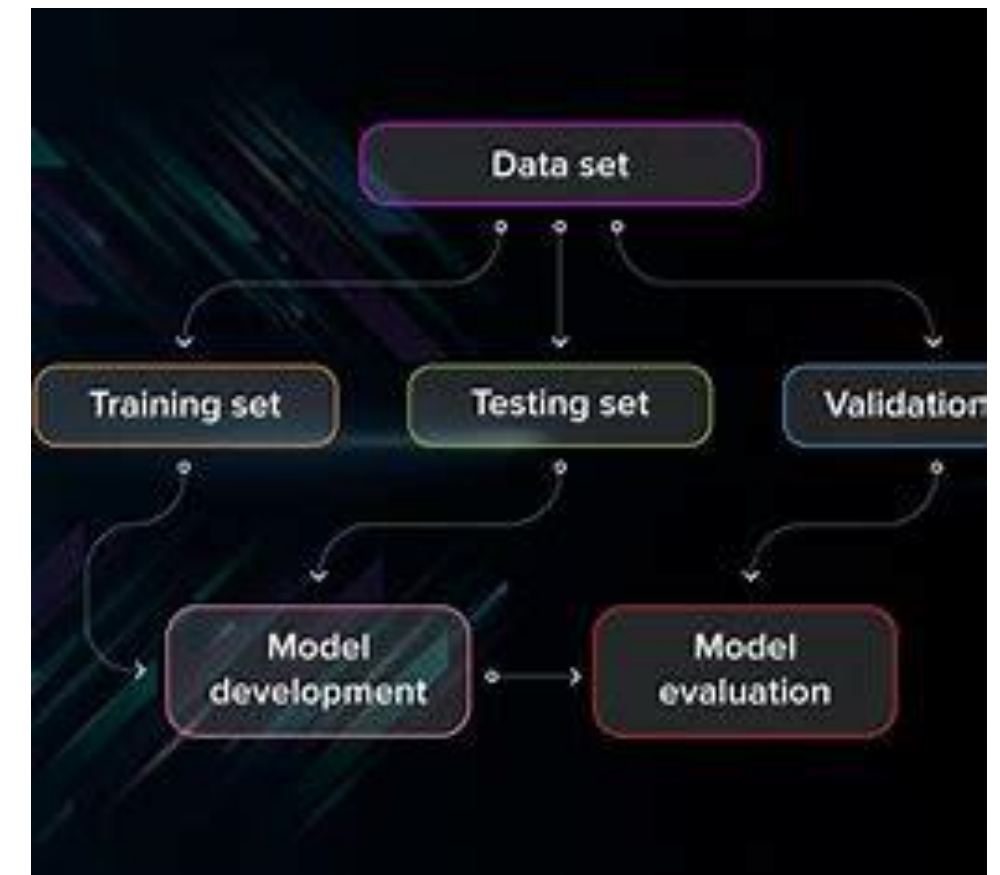 Data set
Training set
Testing set
Validation
Model
development
Model
evaluation